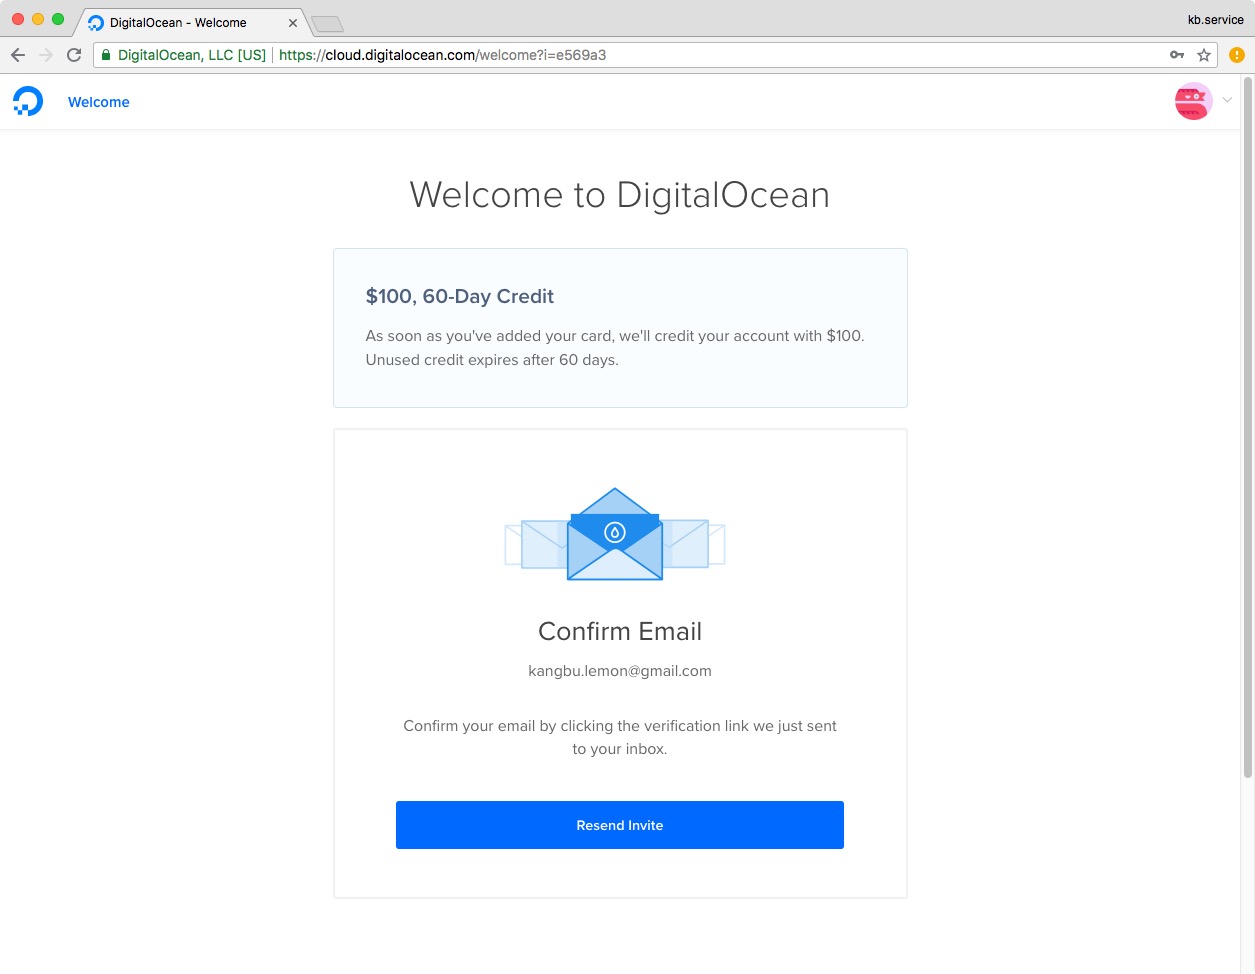 DigitalOcean - Welcome
kb.service
DigitalOcean, LLC [US] https://cloud.digitalocean.com/welcome?i=e569a3
Welcome
Welcome to DigitalOcean
$100, 60-Day Credit
As soon as you've added your card, we'll credit your account with $100.
Unused credit expires after 60 days.
Confirm Email
kangbu.lemon@gmail.com
Confirm your email by clicking the verification link we just sent
to your inbox.
Resend Invite